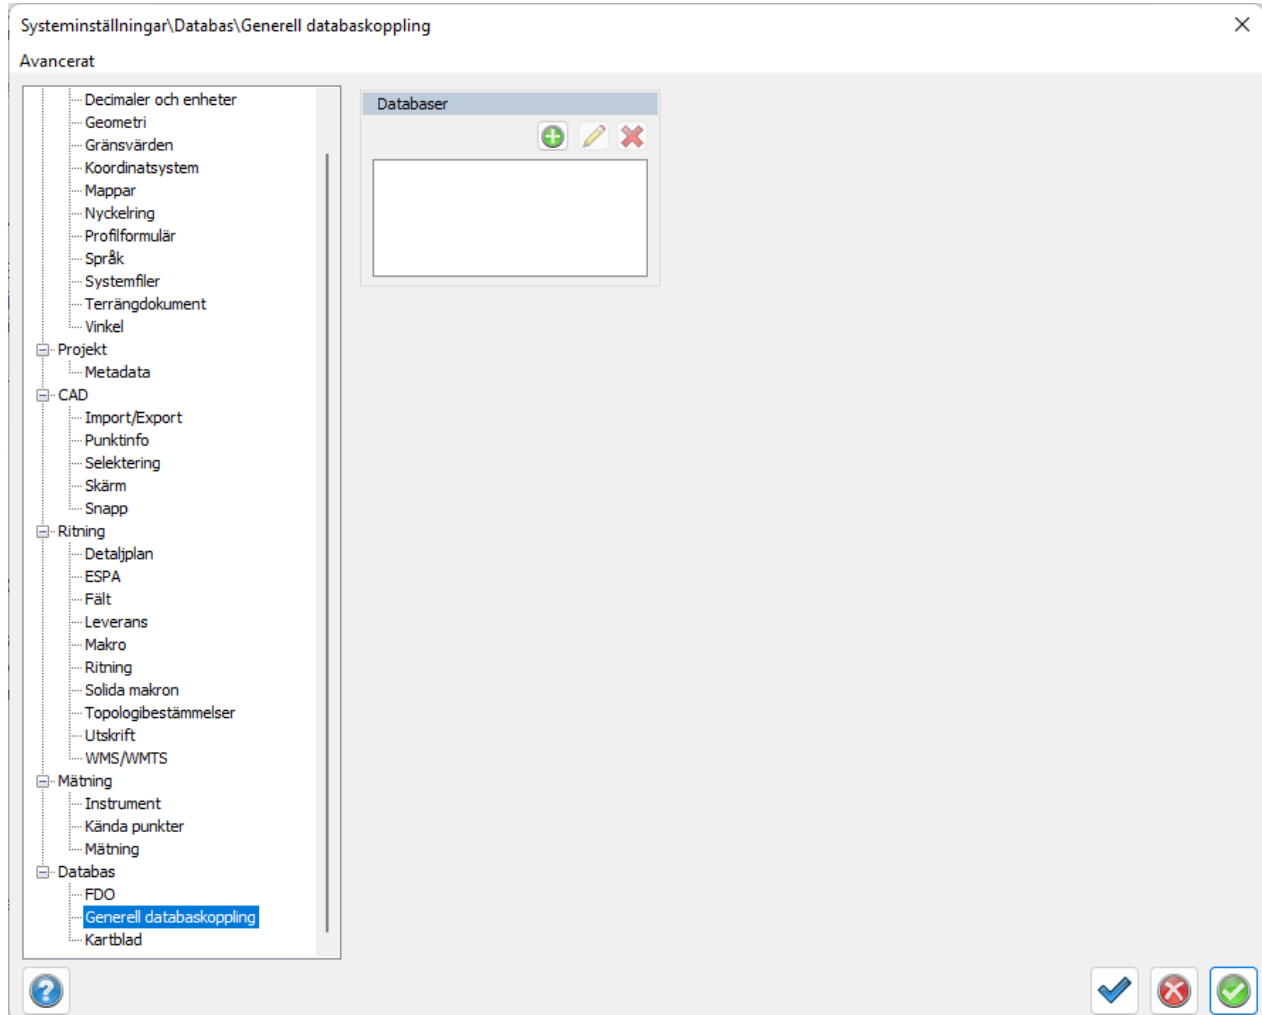 Systeminställningar\Databas\Generell databaskoppling
Avancerat
Decimaler och enheter
Geometri
Gränsvärden
Koordinatsystem
Mappar
Nyckelring
Profilformulär
Språk
Systemfiler
Terrängdokument
Vinkel
Projekt
Metadata
CAD
Import/Export
Punktinfo
Selektering
Skärm
Snapp
Ritning
Detaljplan
ESPA
Fält
Leverans
Makro
Ritning
Solida makron
Topologibestämmelser
Utskrift
WMS/WMTS
Mätning
Instrument
Kända punkter
Mätning
Databas
FDO
Generell databaskoppling
Kartblad
Databaser